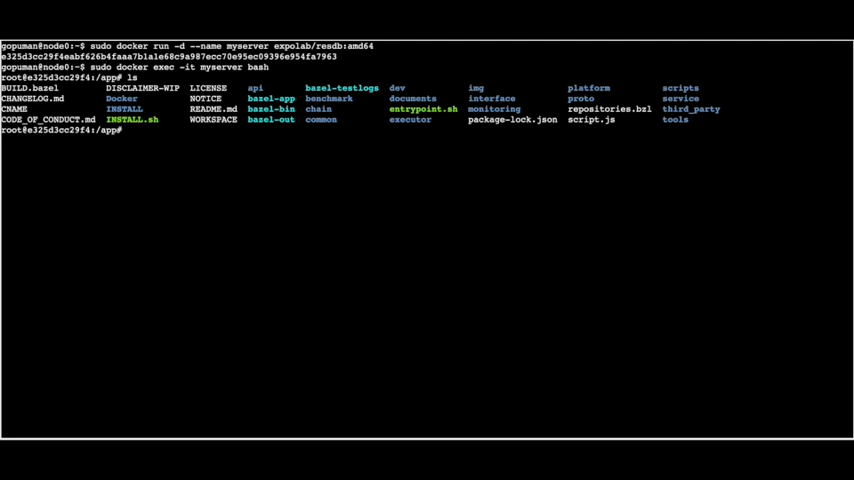 gopuman@node0:~$ sudo docker run -d --name myserver expolab/resdb:amd64
e325d3cc29f4eabf626b4faaa7b1a1e68c9a987ecc70e95ec09396e954fa7963
gopuman@node0:~$ sudo docker exec -it myserver bash
root@e325d3cc29f4:/app# ls
BUILD.bazel DISCLAIMER-WIP LICENSE api bazel-testlogs dev img platform scripts
CHANGELOG.md Docker NOTICE bazel-app benchmark documents interface proto service
CNAME INSTALL README.md bazel-bin chain entrypoint.sh monitoring repositories.bzl third_party
CODE_OF_CONDUCT.md INSTALL.sh WORKSPACE bazel-out common executor package-lock.json script.js tools
root@e325d3cc29f4:/app#